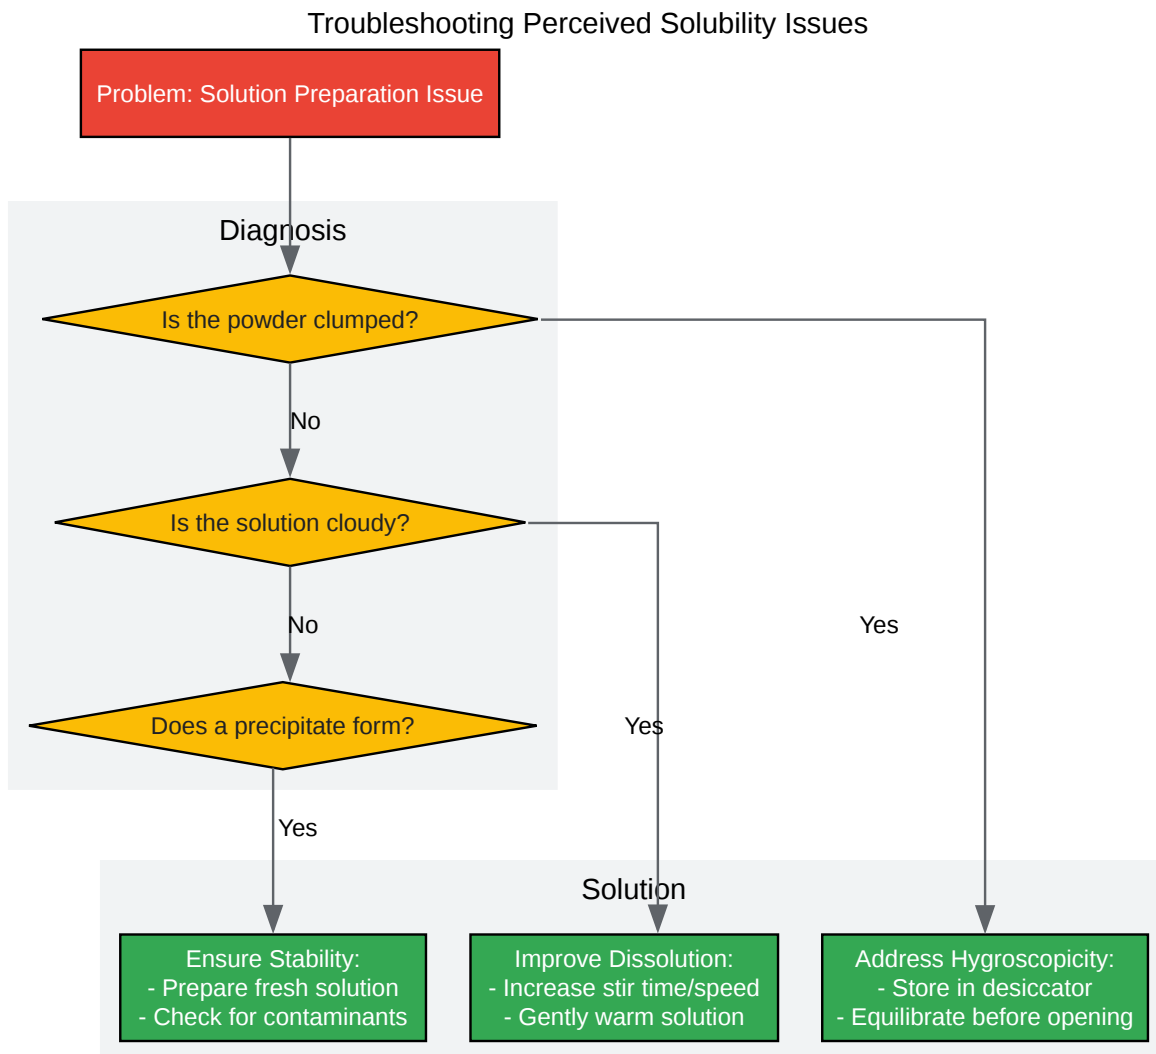 Troubleshooting Perceived Solubility Issues
Problem: Solution Preparation Issue
Diagnosis
Is the powder clumped?
No
Is the solution cloudy?
No
Yes
Does a precipitate form?
Yes
Yes
Solution
Ensure Stability:
- Prepare fresh solution
- Check for contaminants
Improve Dissolution:
- Increase stir time/speed
- Gently warm solution
Address Hygroscopicity:
- Store in desiccator
- Equilibrate before opening